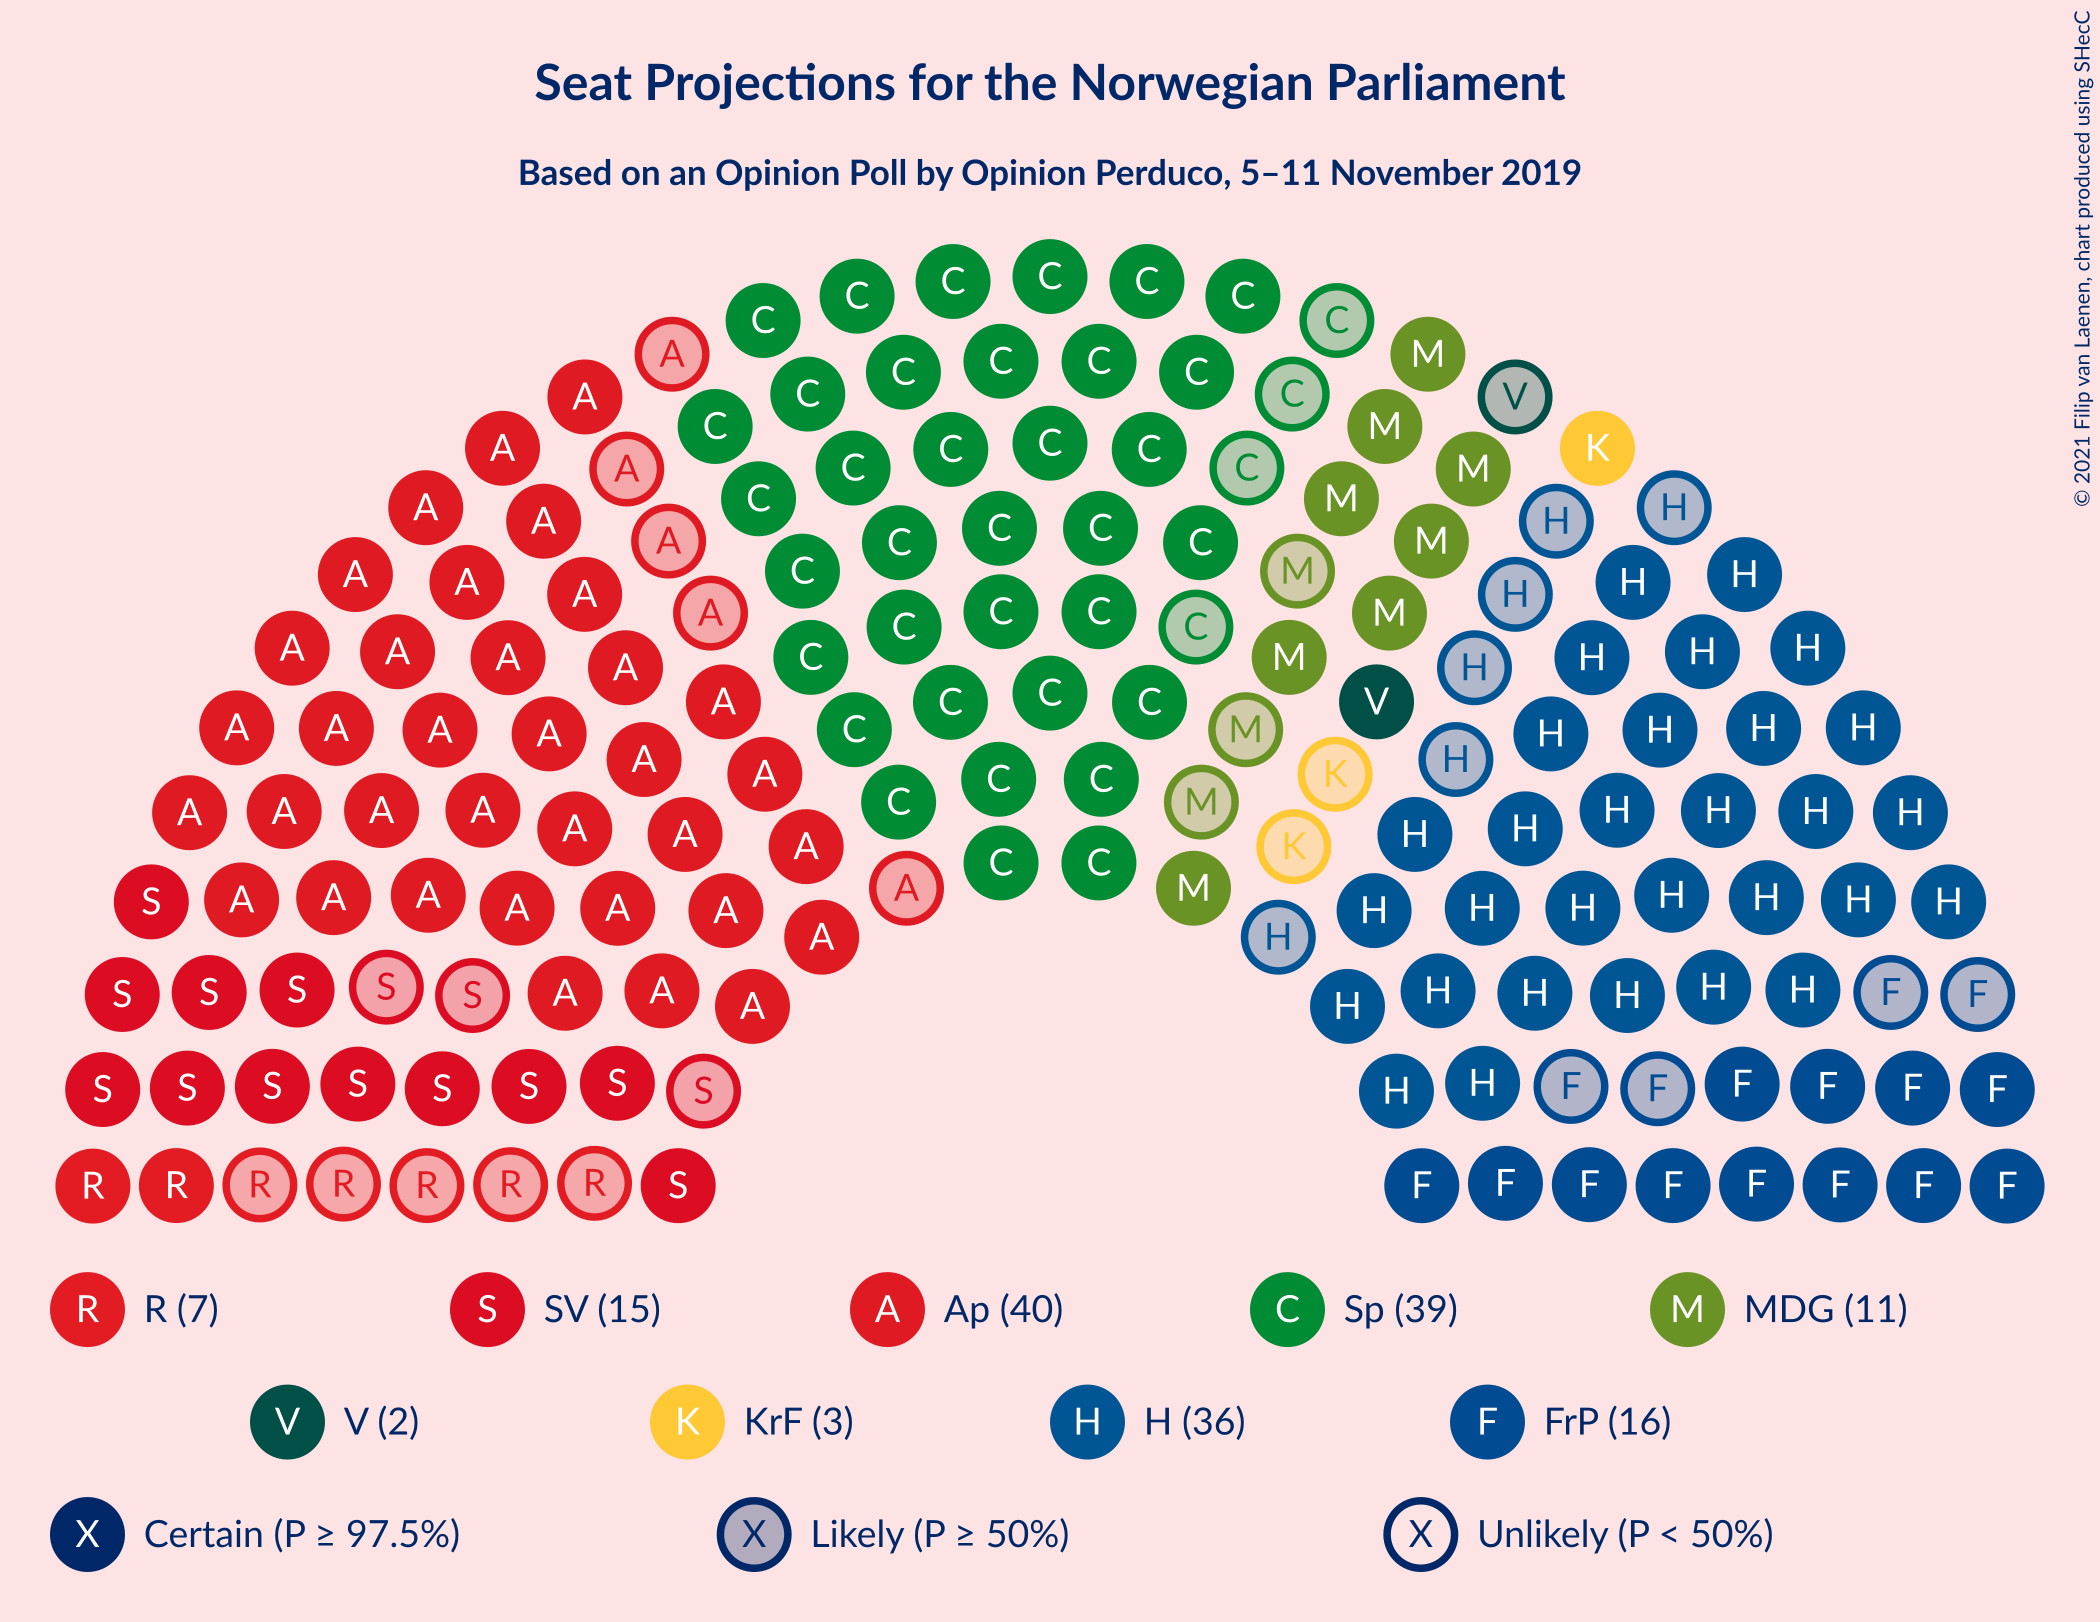 Seat Projections for the Norwegian Parliament
Based on an Opinion Poll by Opinion Perduco, 5–11 November 2019
© 2021 Filip van Laenen, chart produced using SHecC
C C C C C C C
A C C C C C C C M
A A C C C C C C M V
A A C C C C C M M K
A A A C C C C M M H H
A A A C C C C M M H H H
A A A A C C C C M V H H H H
A A A A A A C C C M K H H H H H
A A A A A A A C C C M K H H H H H H
S A A A A A A A A C C M H H H H H H H H
S S S S S A A A H H H H H H F F
S S S S S S S S H H F F F F F F
R R R R R R R S F F F F F F F F
R R (7) S SV (15) A Ap (40) C Sp (39) M MDG (11)
V V (2) K KrF (3) H H (36) F FrP (16)
X Certain (P ≥ 97.5%) X Likely (P ≥ 50%) X Unlikely (P < 50%)